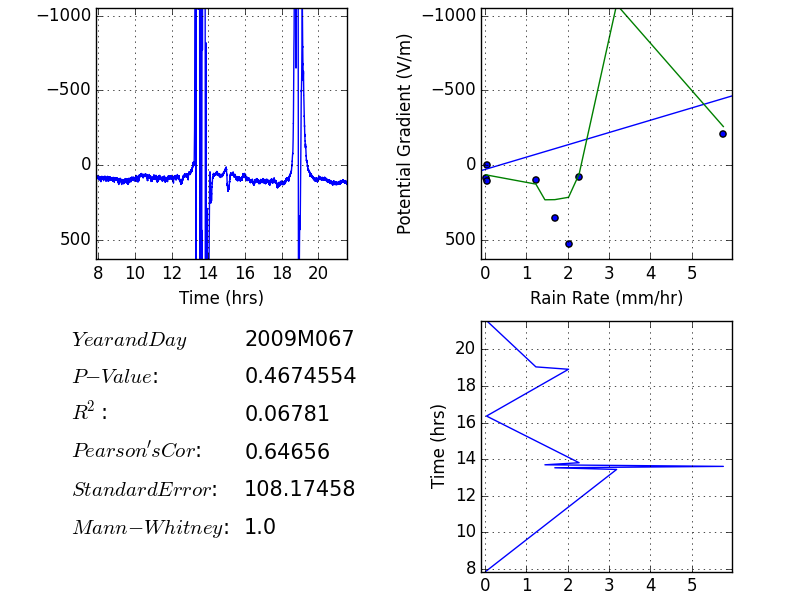 −1000
−500
0
500
8 10 12 14 16 18 20
Time (hrs)
−1000
−500
0
500
Potential Gradient (V/m)
0 1 2 3 4 5
Rain Rate (mm/hr)
YearandDay 2009M067
P−Value: 0.4674554
R²: 0.06781
Pearson'sCor: 0.64656
StandardError: 108.17458
Mann−Whitney: 1.0
20
18
16
14
12
10
8
Time (hrs)
0 1 2 3 4 5